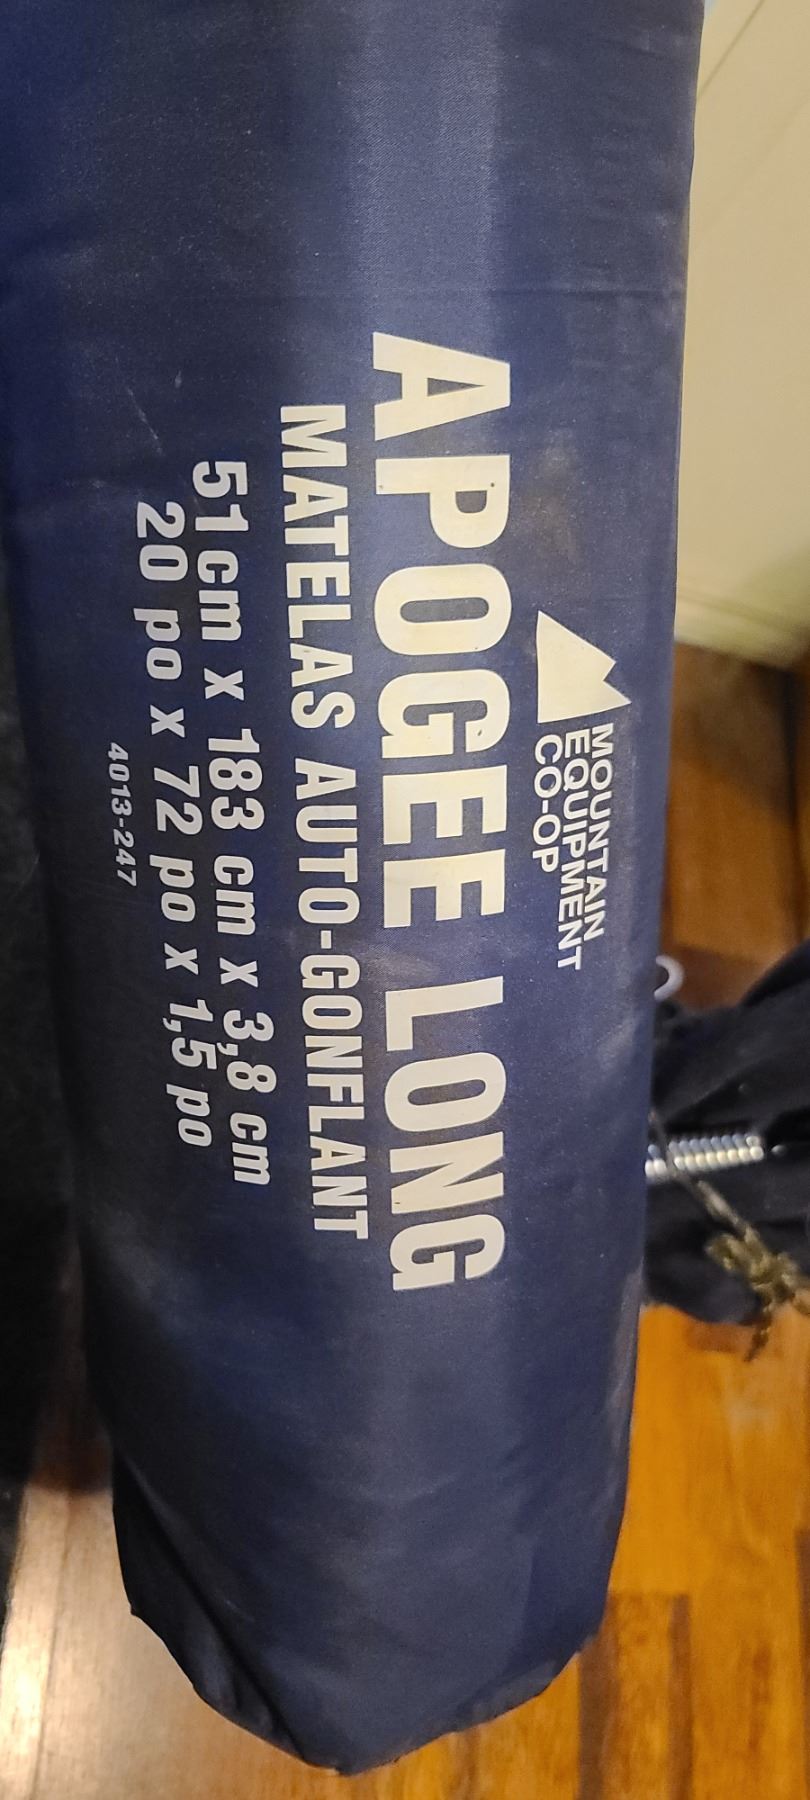 MOUNTAIN
EQUIPMENT
CO-OP
APOGEE LONG
MATELAS AUTO-GONFLANT
51cm x 183 cm x 3,8 cm
20 po x 72 po x 1,5 po
4013-247